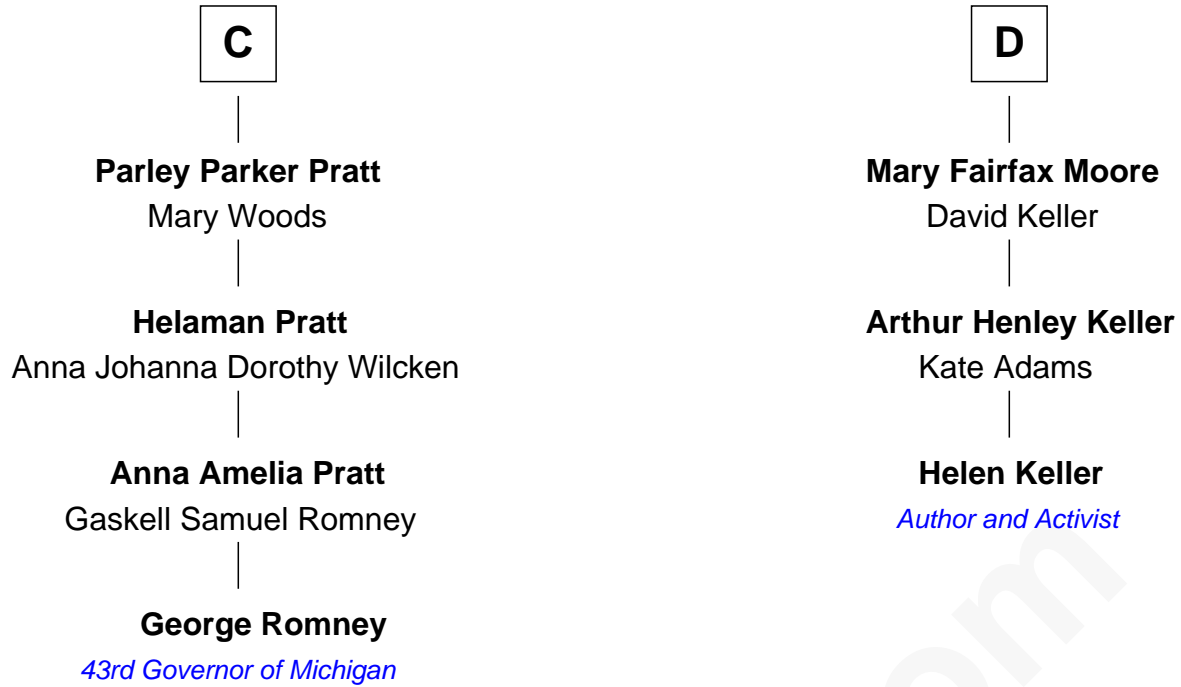 C
Parley Parker Pratt
Mary Woods
Helaman Pratt
Anna Johanna Dorothy Wilcken
Anna Amelia Pratt
Gaskell Samuel Romney
George Romney
43rd Governor of Michigan
D
Mary Fairfax Moore
David Keller
Arthur Henley Keller
Kate Adams
Helen Keller
Author and Activist
om